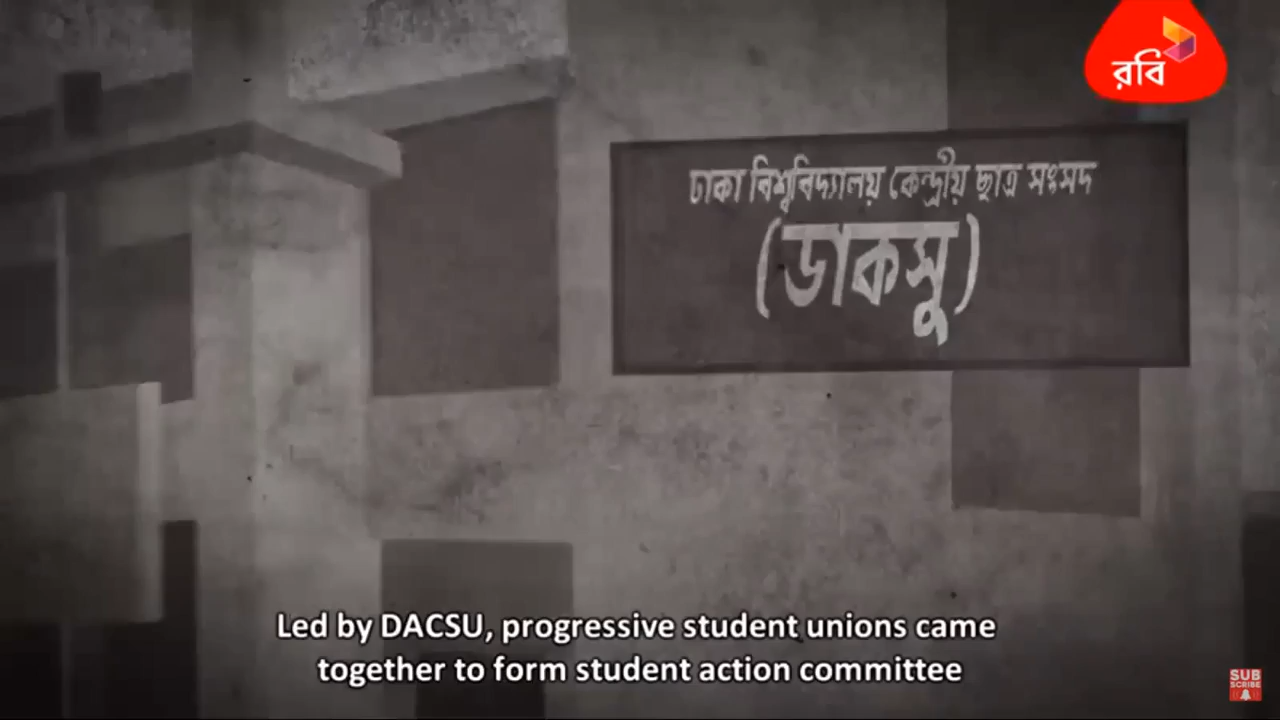 রবি
ঢাকা বিশ্ববিদ্যালয় কেন্দ্রীয় ছাত্র সংসদ
(ডাকসু)
Led by DACSU, progressive student unions came
together to form student action committee
SUB
SCRIBE